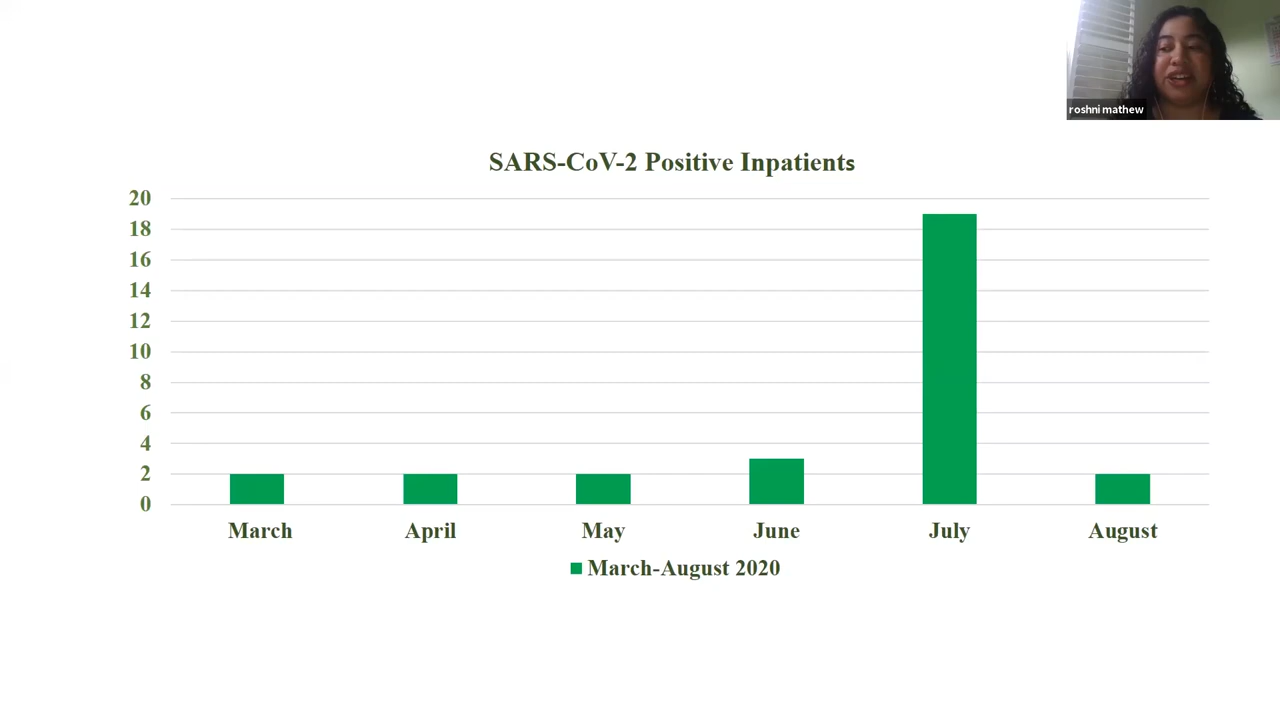 roshni mathew
SARS-CoV-2 Positive Inpatients
20
18
16
14
12
10
8
6
4
2
0
March April May June July August
March-August 2020